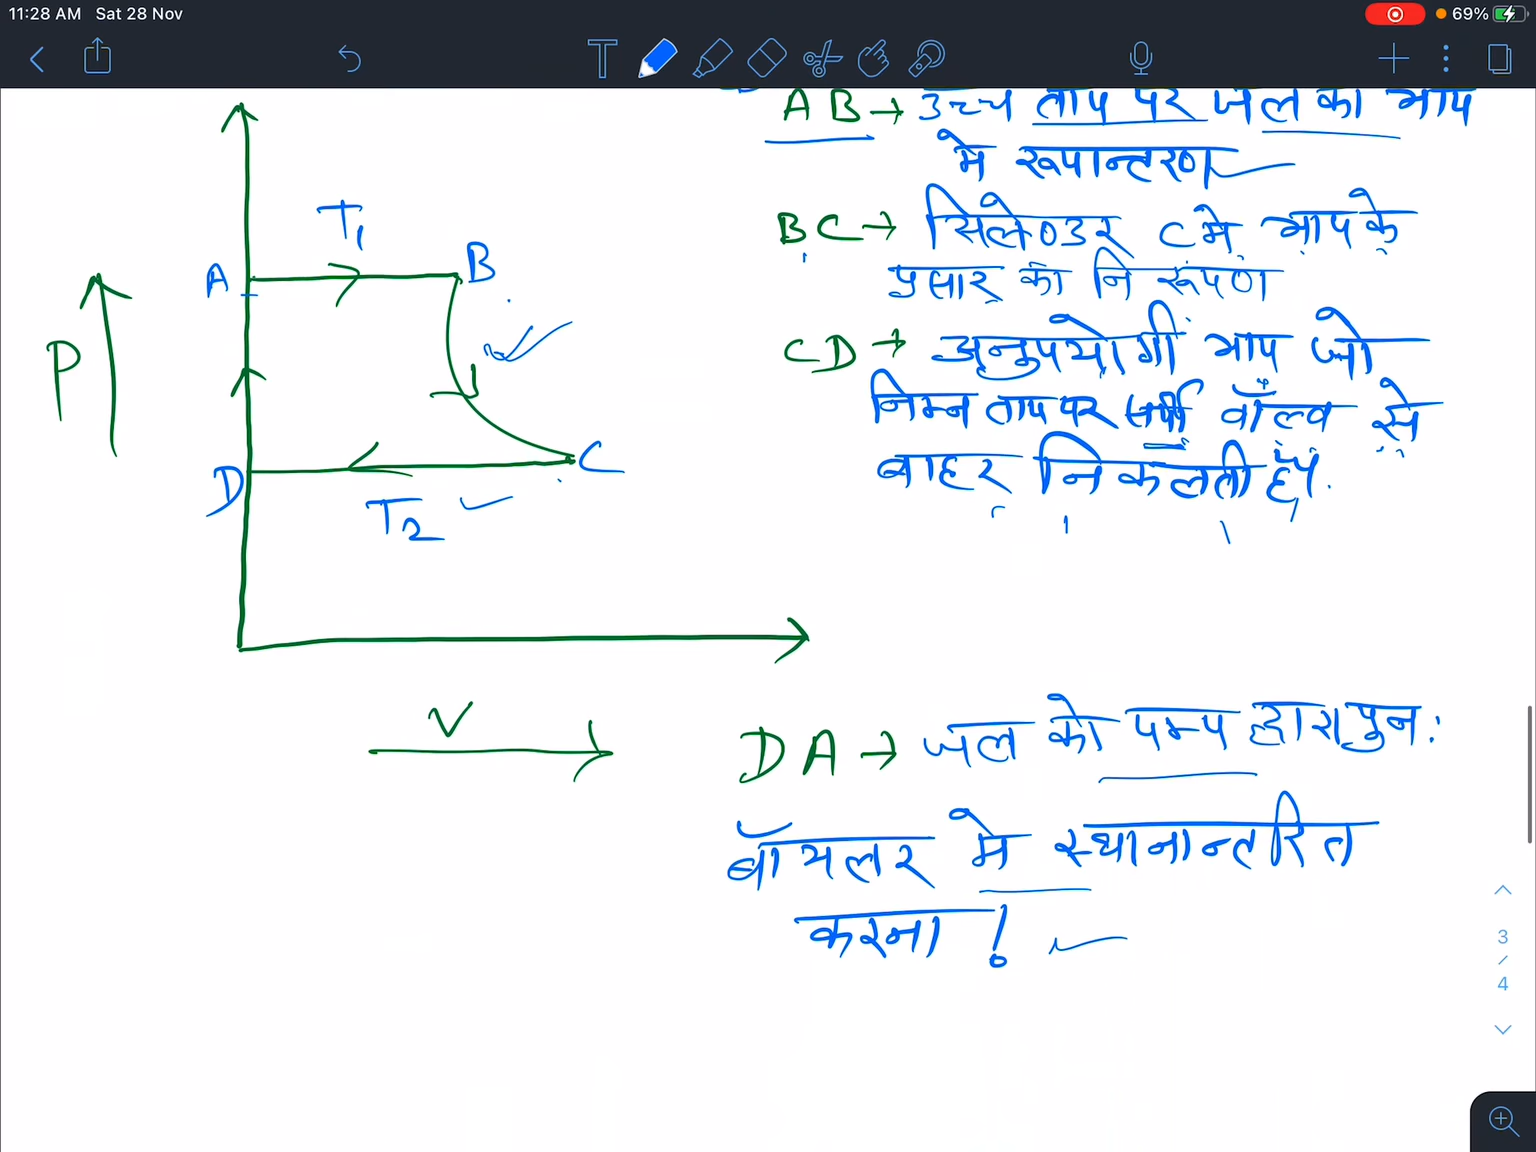 11:28 AM Sat 28 Nov
69%
AB → उच्च ताप पर जल का भाप
मे रूपान्तरण
BC → सिलेण्डर C मे भाप के
प्रसार का निरूपण
CD → अनुपयोगी भाप जो
निम्न ताप पर वॉल्व से
बाहर निकलती है
T1
A
B
P
D
C
T2
V
DA → जल को पम्प द्वारा पुन:
बॉयलर मे स्थानान्तरित
करना !
3
/
4